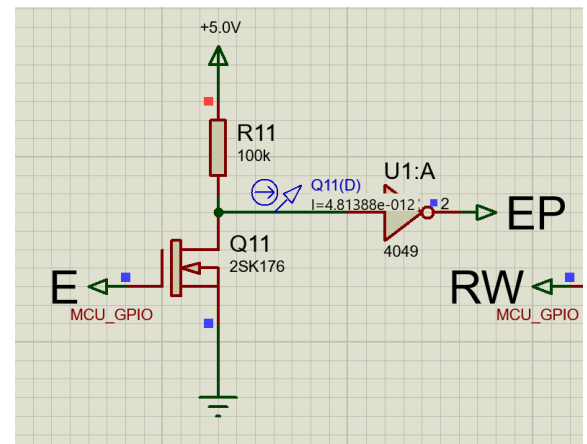 +5.0V
R11
100k
Q11(D)
I=4.81388e-012
U1:A
2
EP
4049
Q11
2SK176
E
MCU_GPIO
RW
MCU_GPIO